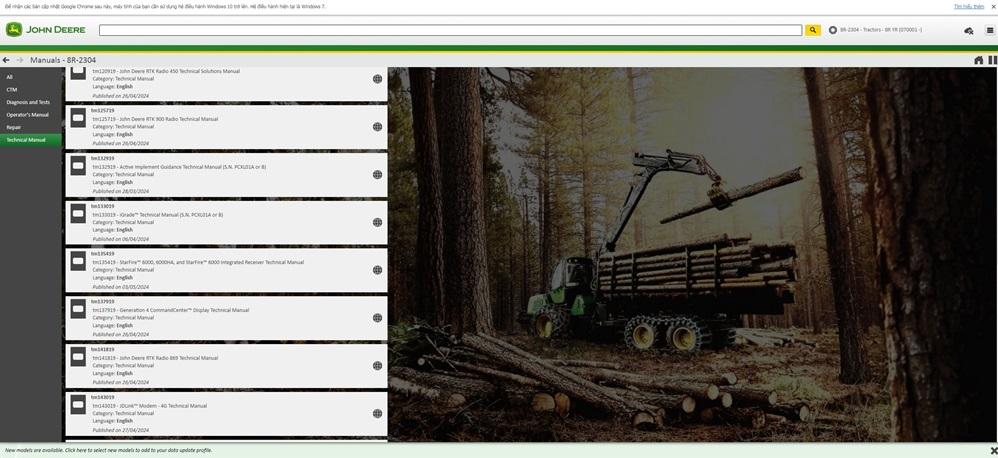 Để nhận các bản cập nhật Google Chrome sau này, máy tính của bạn cần sử dụng hệ điều hành Windows 10 trở lên. Hệ điều hành hiện tại là Windows 7.
Tìm hiểu thêm
JOHN DEERE
8R-2304 - Tractors - 8R YR (070001 -)
Manuals - 8R-2304
All
CTM
Diagnosis and Tests
Operator's Manual
Repair
Technical Manual
tm120919 - John Deere RTK Radio 450 Technical Solutions Manual
Category: Technical Manual
Language: English
Published on 26/04/2024
tm125719
tm125719 - John Deere RTK 900 Radio Technical Manual
Category: Technical Manual
Language: English
Published on 26/04/2024
tm132919
tm132919 - Active Implement Guidance Technical Manual (S.N. PCXL01A or B)
Category: Technical Manual
Language: English
Published on 28/03/2024
tm133019
tm133019 - iGrade™ Technical Manual (S.N. PCXL01A or B)
Category: Technical Manual
Language: English
Published on 06/04/2024
tm135419
tm135419 - StarFire™ 6000, 6000HA, and StarFire™ 6000 Integrated Receiver Technical Manual
Category: Technical Manual
Language: English
Published on 03/05/2024
tm137919
tm137919 - Generation 4 CommandCenter™ Display Technical Manual
Category: Technical Manual
Language: English
Published on 26/04/2024
tm141819
tm141819 - John Deere RTK Radio 869 Technical Manual
Category: Technical Manual
Language: English
Published on 26/04/2024
tm143019
tm143019 - JDLink™ Modem - 4G Technical Manual
Category: Technical Manual
Language: English
Published on 27/04/2024
New models are available. Click here to select new models to add to your data update profile.